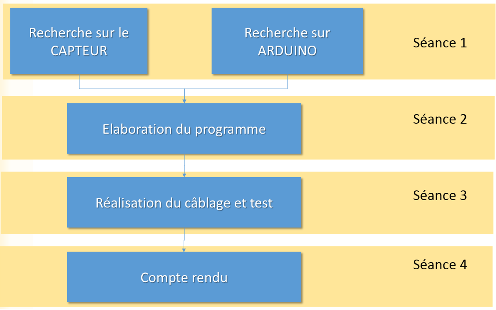 Recherche sur le
CAPTEUR
Recherche sur
ARDUINO
Séance 1
Elaboration du programme
Séance 2
Réalisation du câblage et test
Séance 3
Compte rendu
Séance 4